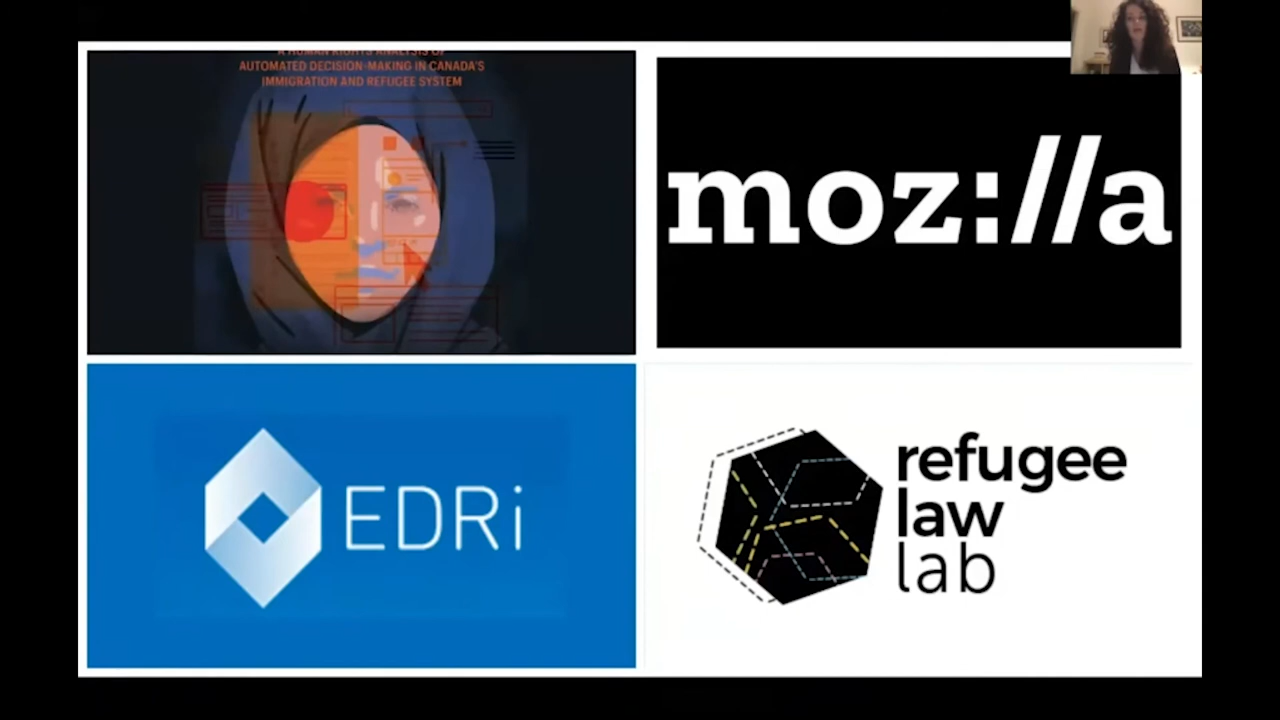 A HUMAN RIGHTS ANALYSIS OF
AUTOMATED DECISION-MAKING IN CANADA'S
IMMIGRATION AND REFUGEE SYSTEM
moz://a
EDRi
refugee
law
lab